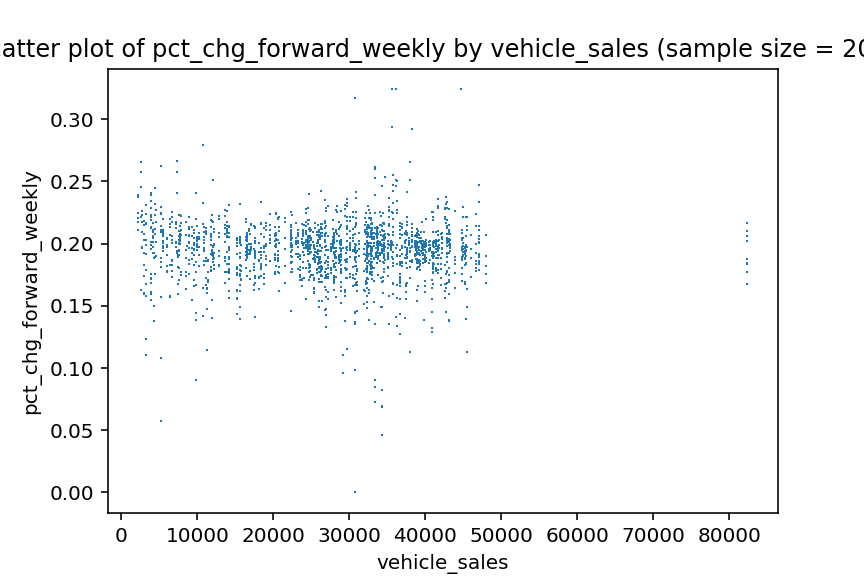 atter plot of pct_chg_forward_weekly by vehicle_sales (sample size = 20
pct_chg_forward_weekly
0.30
0.25
0.20
0.15
0.10
0.05
0.00
0 10000 20000 30000 40000 50000 60000 70000 80000
vehicle_sales